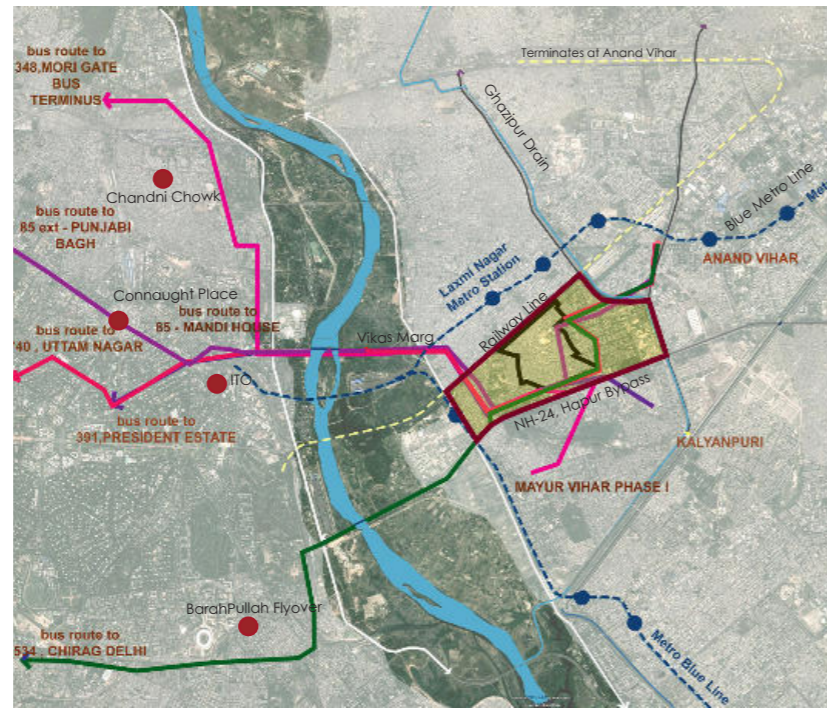 bus route to
348,MORI GATE
BUS
TERMINUS
Terminates at Anand Vihar
Ghazipur Drain
Chandni Chowk
bus route to
85 ext - PUNJABI
BAGH
Blue Metro Line
Met
ANAND VIHAR
Laxmi Nagar
Metro Station
Connaught Place
bus route to
85 - MANDI HOUSE
Railway Line
Vikas Marg
bus route to
'40 , UTTAM NAGAR
ITO
NH-24, Hapur Bypass
bus route to
391,PRESIDENT ESTATE
KALYANPURI
MAYUR VIHAR PHASE I
BarahPullah Flyover
bus route to
534 , CHIRAG DELHI
Metro Blue Line